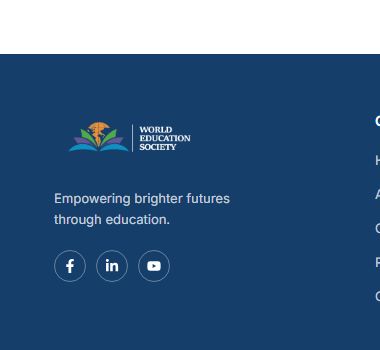 WORLD
EDUCATION
SOCIETY
Empowering brighter futures
through education.